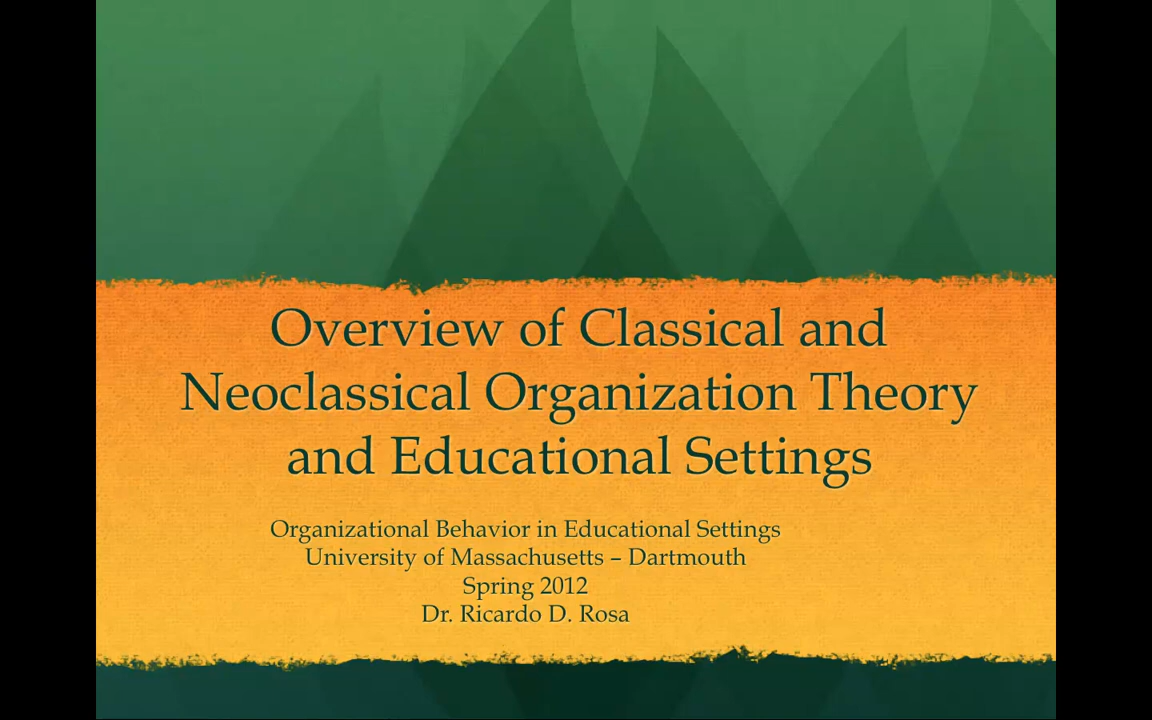 Overview of Classical and
Neoclassical Organization Theory
and Educational Settings
Organizational Behavior in Educational Settings
University of Massachusetts – Dartmouth
Spring 2012
Dr. Ricardo D. Rosa